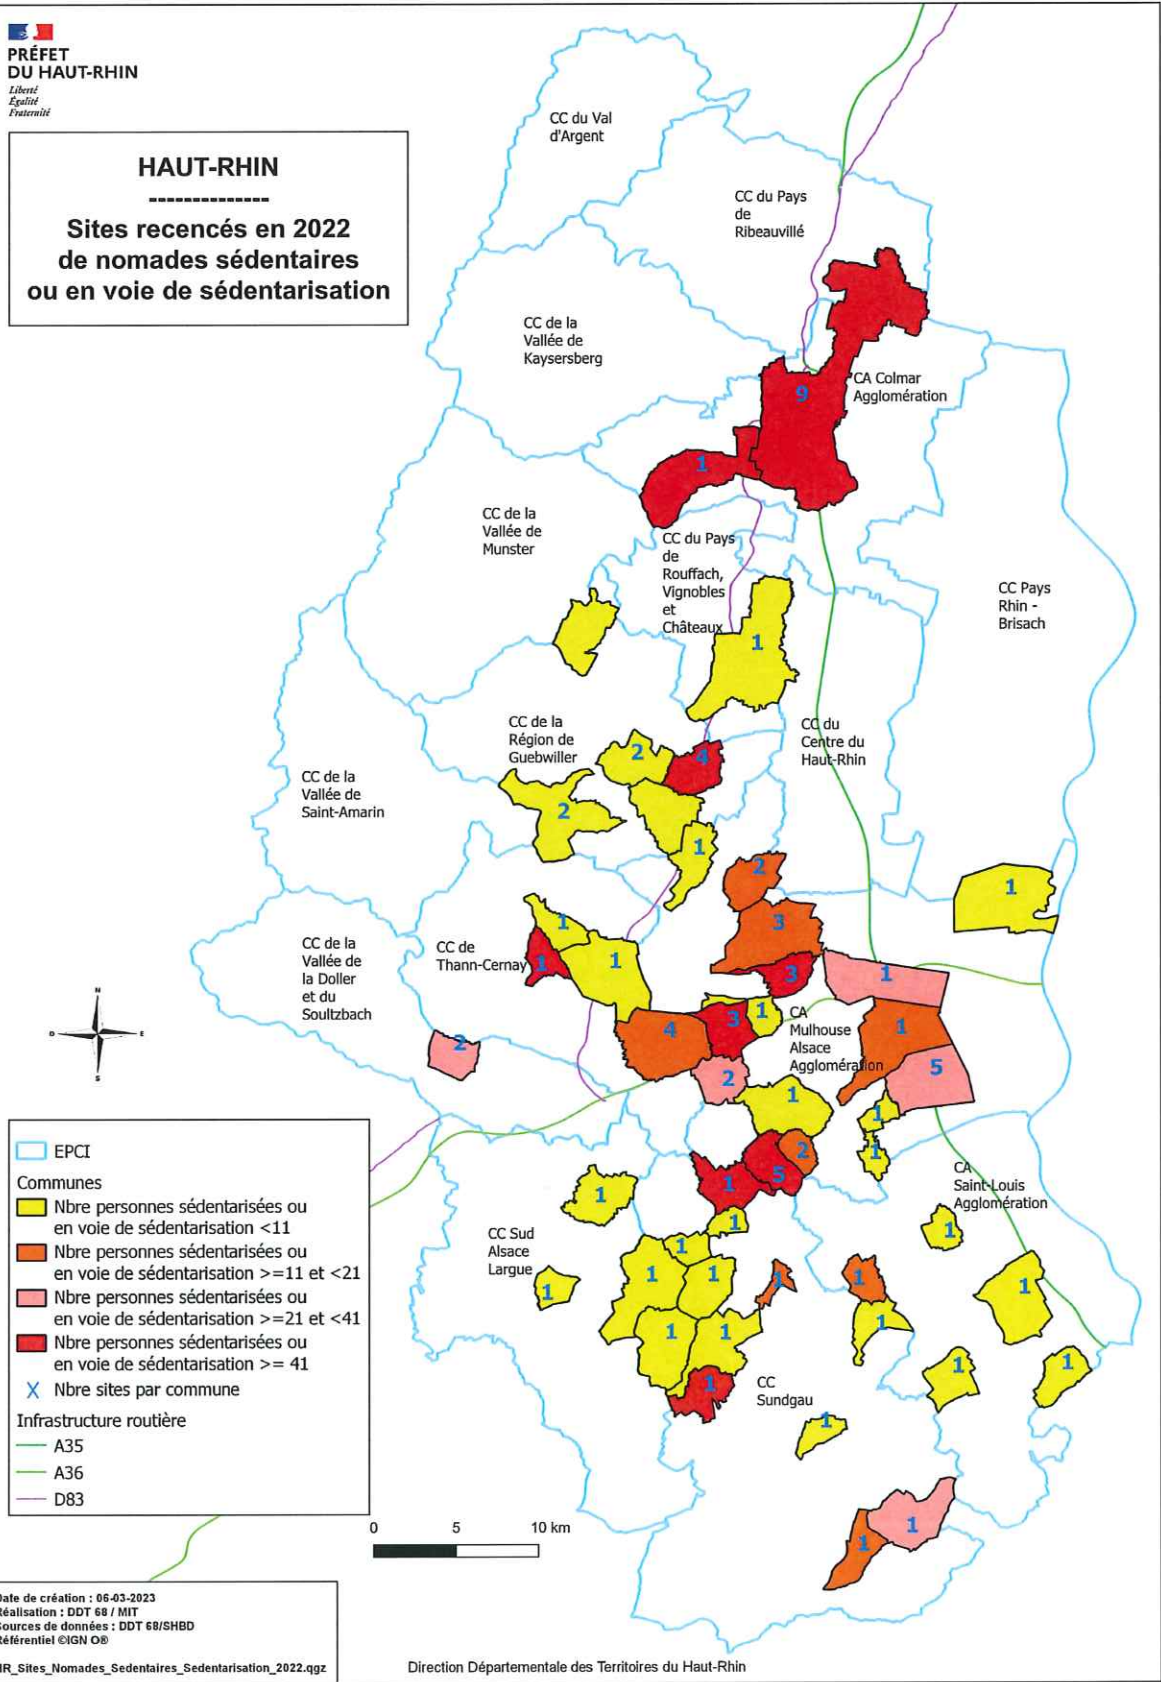 PRÉFET
DU HAUT-RHIN
Liberté
Égalité
Fraternité
HAUT-RHIN
--------------
Sites recencés en 2022
de nomades sédentaires
ou en voie de sédentarisation
CC du Val
d'Argent
CC du Pays
de
Ribeauvillé
CC de la
Vallée de
Kaysersberg
CA Colmar
Agglomération
9
1
CC de la
Vallée de
Munster
CC du Pays
de
Rouffach,
Vignobles
et
Châteaux
CC Pays
Rhin -
Brisach
1
CC de la
Région de
Guebwiller
CC du
Centre du
Haut-Rhin
2
4
CC de la
Vallée de
Saint-Amarin
2
1
2
1
1
3
CC de la
Vallée de
la Doller
et du
Soultzbach
CC de
Thann-Cernay
1
1
3
1
CA
Mulhouse
Alsace
Agglomération
1
3
4
1
2
2
5
1
1
2
1
5
1
CA
Saint-Louis
Agglomération
1
1
1
CC Sud
Alsace
Largue
1
1
1
1
1
1
1
1
1
1
1
1
1
1
CC
Sundgau
1
1
1
N
O
E
S
EPCI
Communes
Nbre personnes sédentarisées ou
en voie de sédentarisation <11
Nbre personnes sédentarisées ou
en voie de sédentarisation >=11 et <21
Nbre personnes sédentarisées ou
en voie de sédentarisation >=21 et <41
Nbre personnes sédentarisées ou
en voie de sédentarisation >= 41
X Nbre sites par commune
Infrastructure routière
A35
A36
D83
0 5 10 km
Date de création : 06-03-2023
Réalisation : DDT 68 / MIT
Sources de données : DDT 68/SHBD
Référentiel ©IGN O®
HR_Sites_Nomades_Sedentaires_Sedentarisation_2022.qgz
Direction Départementale des Territoires du Haut-Rhin